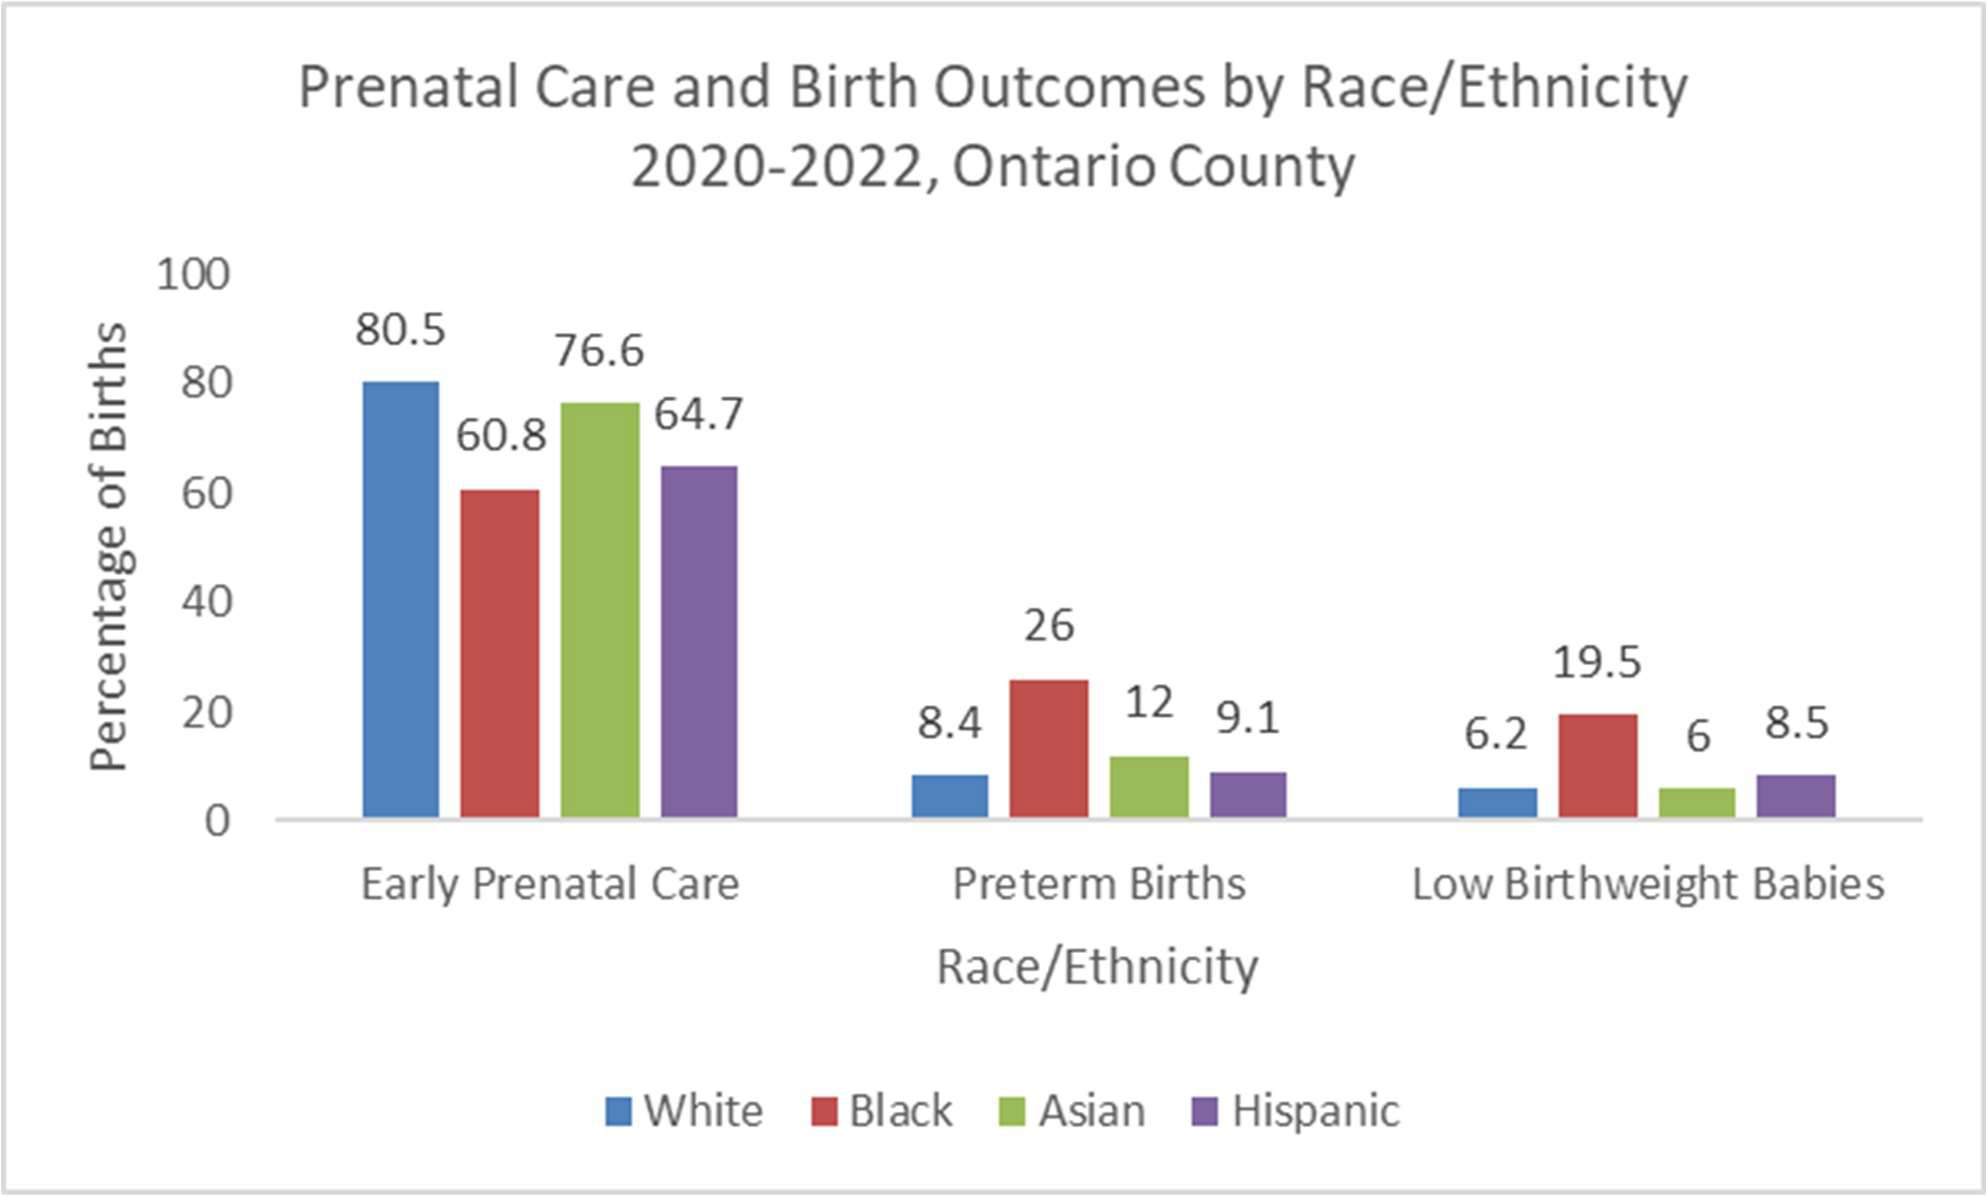 Prenatal Care and Birth Outcomes by Race/Ethnicity
2020-2022, Ontario County
Percentage of Births
100
80
60
40
20
0
80.5
60.8
76.6
64.7
8.4
26
12
9.1
6.2
19.5
6
8.5
Early Prenatal Care
Preterm Births
Low Birthweight Babies
Race/Ethnicity
White
Black
Asian
Hispanic